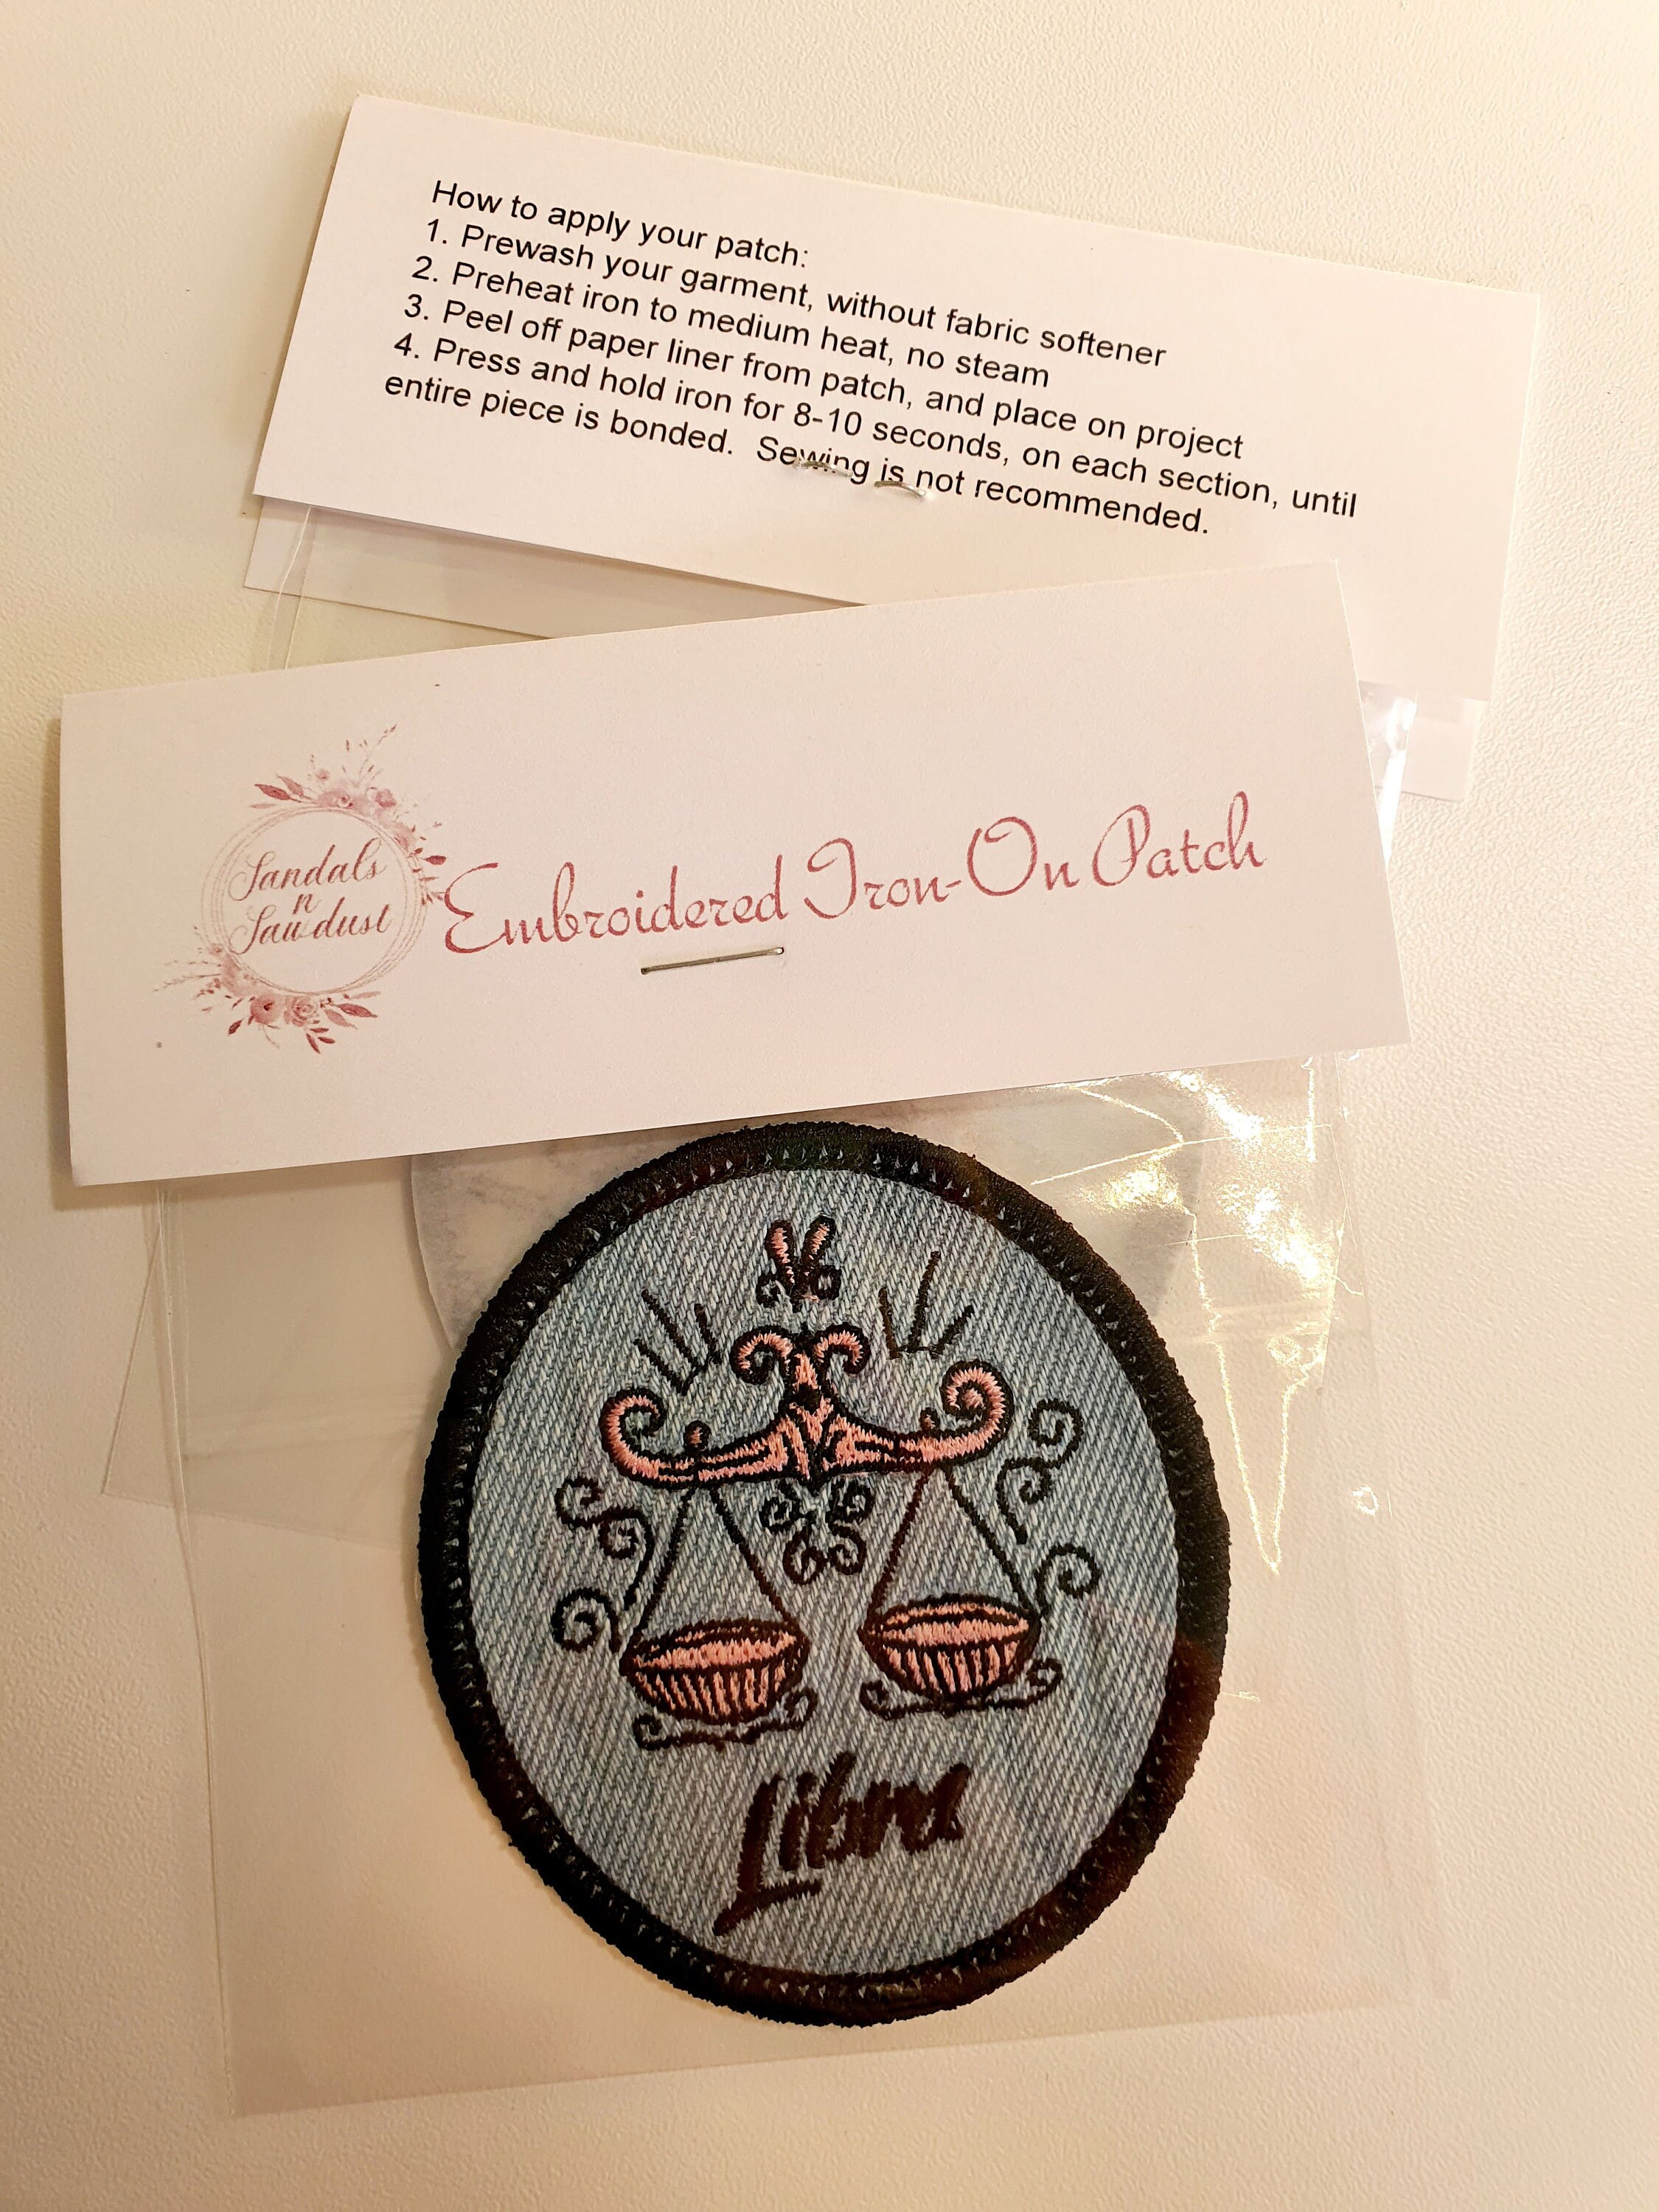 How to apply your patch:
1. Prewash your garment, without fabric softener
2. Preheat iron to medium heat, no steam
3. Peel off paper liner from patch, and place on project
4. Press and hold iron for 8-10 seconds, on each section, until
entire piece is bonded.  Sewing is not recommended.
Sandals
n
Sawdust
Embroidered Iron-On Patch
Libra